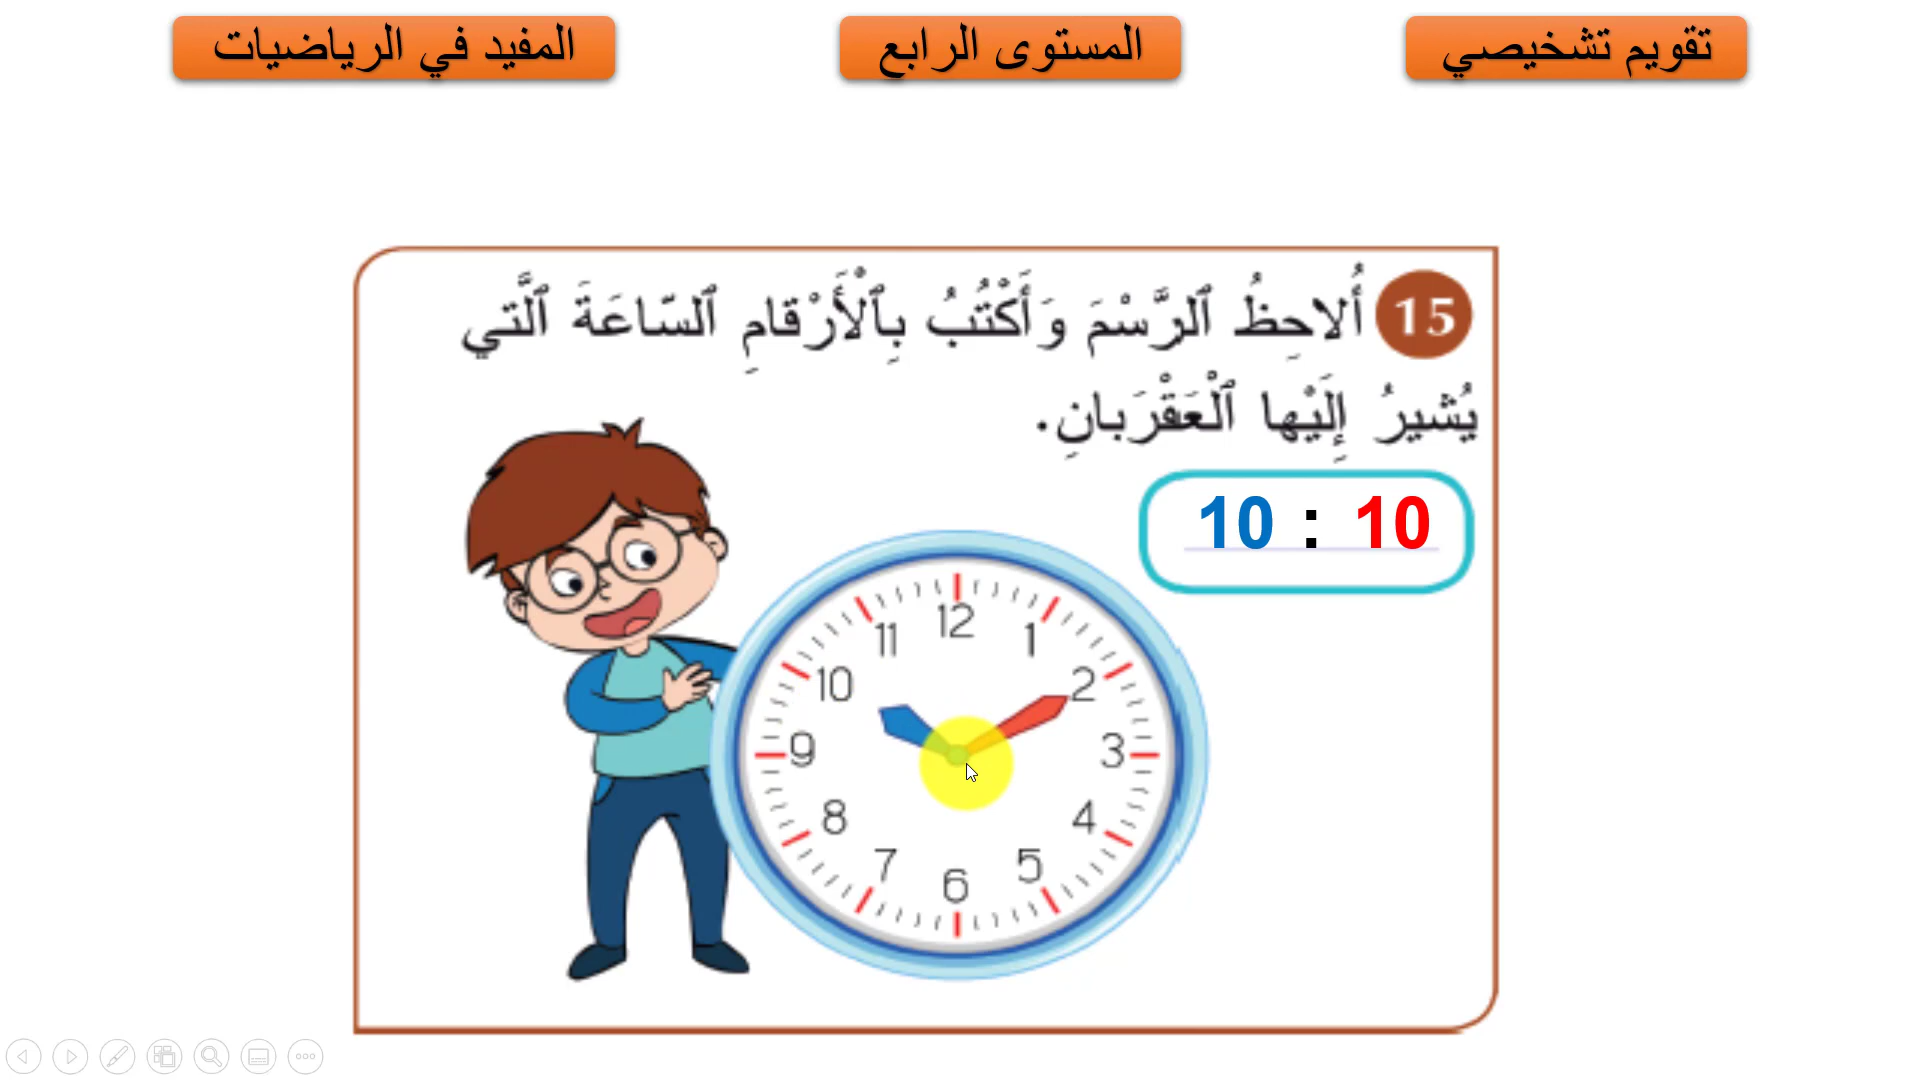 تقويم تشخيصي
المستوى الرابع
المفيد في الرياضيات
15 أُلاحِظُ ٱلرَّسْمَ وَأَكْتُبُ بِٱلْأَرْقامِ ٱلسّاعَةَ ٱلَّتي
يُشيرُ إِلَيْها ٱلْعَقْرَبانِ.
10 : 10
12
11
1
10
2
9
3
8
4
7
5
6